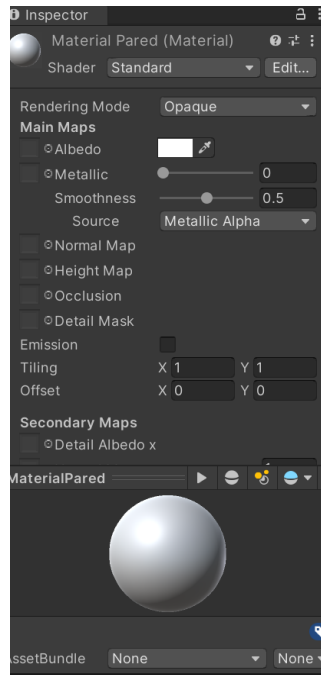 Inspector
Material Pared (Material)
Shader Standard Edit...
Rendering Mode Opaque
Main Maps
Albedo
Metallic 0
Smoothness 0.5
Source Metallic Alpha
Normal Map
Height Map
Occlusion
Detail Mask
Emission
Tiling X 1 Y 1
Offset X 0 Y 0
Secondary Maps
Detail Albedo x
MaterialPared
AssetBundle None None